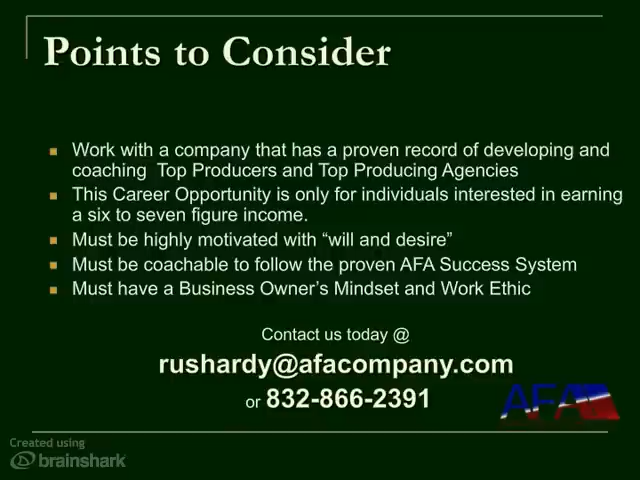 Points to Consider
Work with a company that has a proven record of developing and
coaching Top Producers and Top Producing Agencies
This Career Opportunity is only for individuals interested in earning
a six to seven figure income.
Must be highly motivated with “will and desire”
Must be coachable to follow the proven AFA Success System
Must have a Business Owner’s Mindset and Work Ethic
Contact us today @
rushardy@afacompany.com
or 832-866-2391
AFA
Created using
brainshark